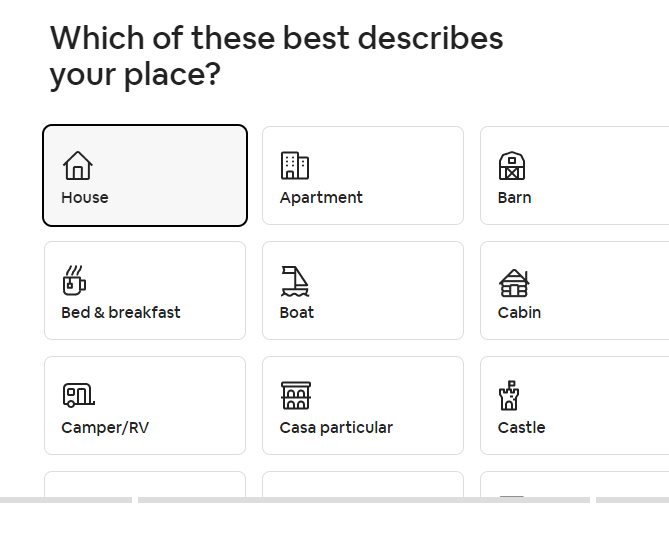 Which of these best describes
your place?
House
Apartment
Barn
Bed & breakfast
Boat
Cabin
Camper/RV
Casa particular
Castle